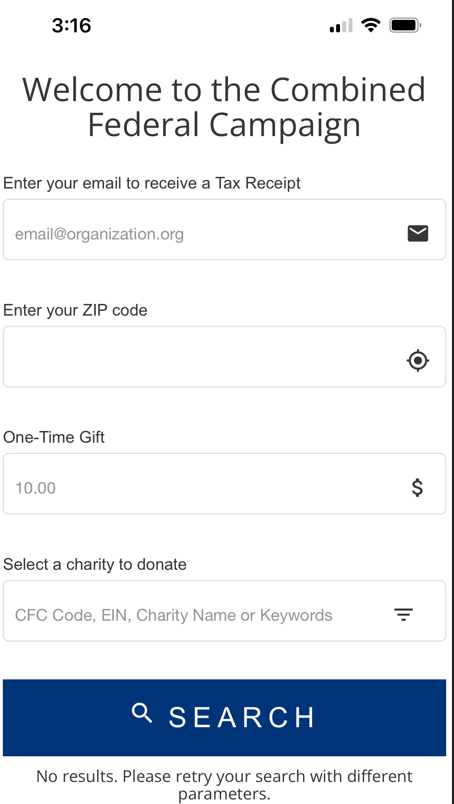 3:16
Welcome to the Combined
Federal Campaign
Enter your email to receive a Tax Receipt
email@organization.org
Enter your ZIP code
One-Time Gift
10.00 $
Select a charity to donate
CFC Code, EIN, Charity Name or Keywords
SEARCH
No results. Please retry your search with different
parameters.